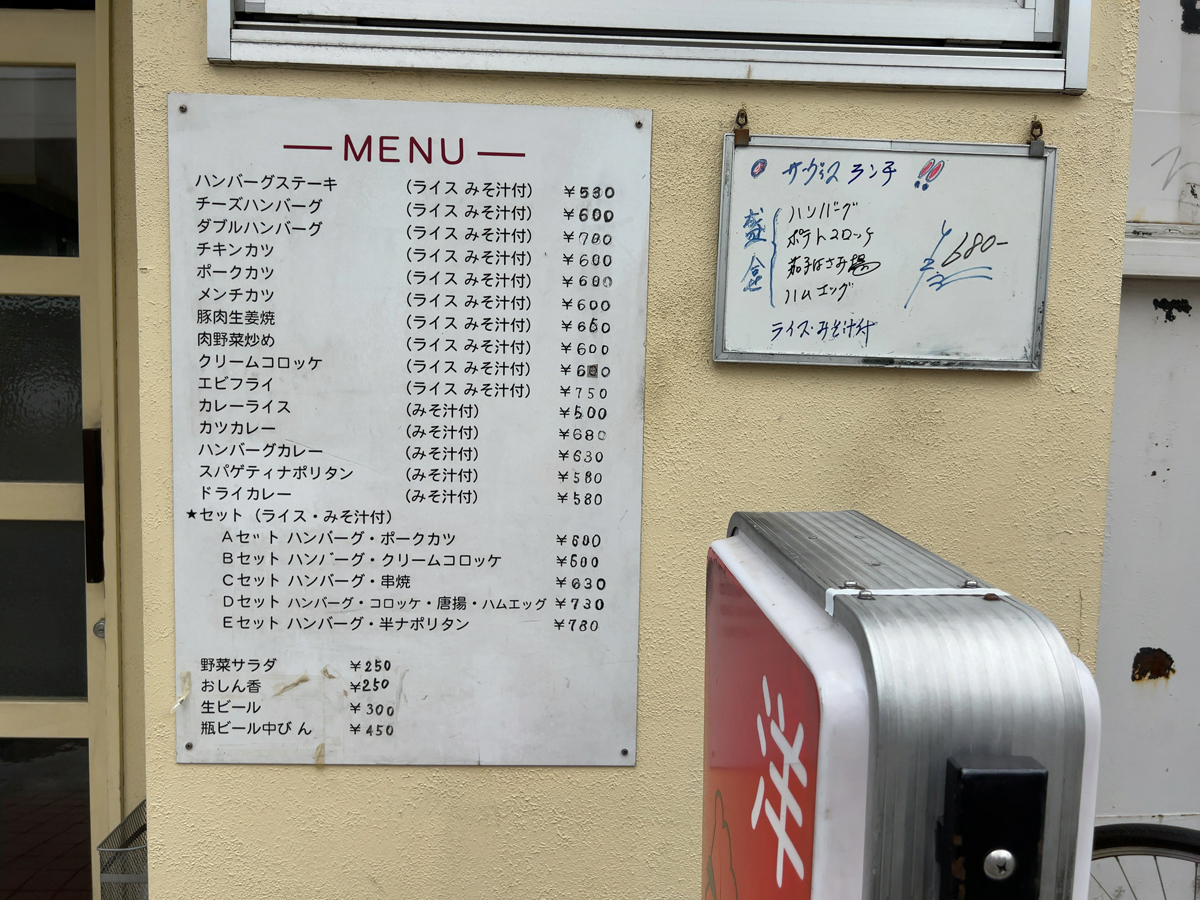 MENU
ハンバーグステーキ (ライス みそ汁付) ¥530
チーズハンバーグ (ライス みそ汁付) ¥600
ダブルハンバーグ (ライス みそ汁付) ¥700
チキンカツ (ライス みそ汁付) ¥600
ポークカツ (ライス みそ汁付) ¥600
メンチカツ (ライス みそ汁付) ¥600
豚肉生姜焼 (ライス みそ汁付) ¥650
肉野菜炒め (ライス みそ汁付) ¥600
クリームコロッケ (ライス みそ汁付)
エビフライ (ライス みそ汁付) ¥750
カレーライス (みそ汁付) ¥500
カツカレー (みそ汁付) ¥680
ハンバーグカレー (みそ汁付) ¥630
スパゲティナポリタン (みそ汁付) ¥580
ドライカレー (みそ汁付) ¥580
★セット (ライス・みそ汁付)
Aセット ハンバーグ・ポークカツ ¥600
Bセット ハンバーグ・クリームコロッケ ¥500
Cセット ハンバーグ・串焼 ¥630
Dセット ハンバーグ・コロッケ・唐揚・ハムエッグ ¥730
Eセット ハンバーグ・半ナポリタン ¥780
野菜サラダ ¥250
おしん香 ¥250
生ビール ¥300
瓶ビール中びん ¥450
サーヴィスランチ!!
盛合せ
ハンバーグ
ポテトコロッケ
茄子はさみ揚
ハムエッグ
¥680-
ライス・みそ汁付
洋